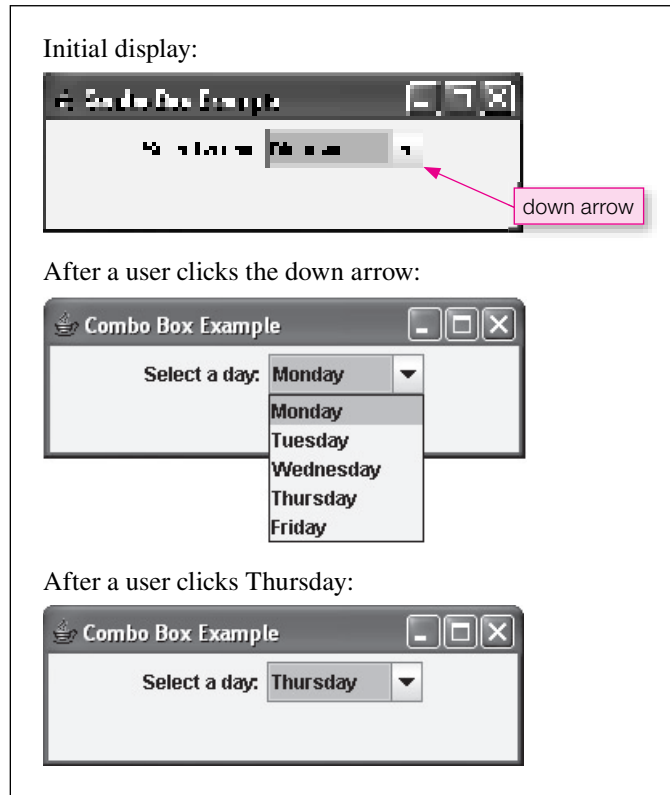 Initial display:
down arrow
After a user clicks the down arrow:
Combo Box Example
Select a day: Monday
Monday
Tuesday
Wednesday
Thursday
Friday
After a user clicks Thursday:
Combo Box Example
Select a day: Thursday